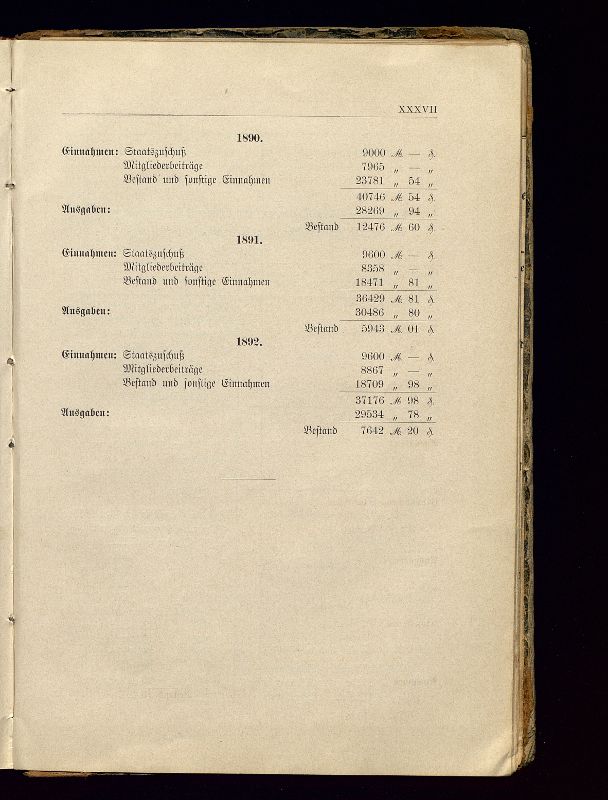 XXXVII
1890.
Einnahmen: Staatszuschuß 9000 ℳ — ₰.
Mitgliederbeiträge 7965 „ — „
Bestand und sonstige Einnahmen 23781 „ 54 „
40746 ℳ 54 ₰.
Ausgaben: 28269 „ 94 „
Bestand 12476 ℳ 60 ₰.
1891.
Einnahmen: Staatszuschuß 9600 ℳ — ₰.
Mitgliederbeiträge 8358 „ — „
Bestand und sonstige Einnahmen 18471 „ 81 „
36429 ℳ 81 ₰.
Ausgaben: 30486 „ 80 „
Bestand 5943 ℳ 01 ₰.
1892.
Einnahmen: Staatszuschuß 9600 ℳ — ₰.
Mitgliederbeiträge 8867 „ — „
Bestand und sonstige Einnahmen 18709 „ 98 „
37176 ℳ 98 ₰.
Ausgaben: 29534 „ 78 „
Bestand 7642 ℳ 20 ₰.